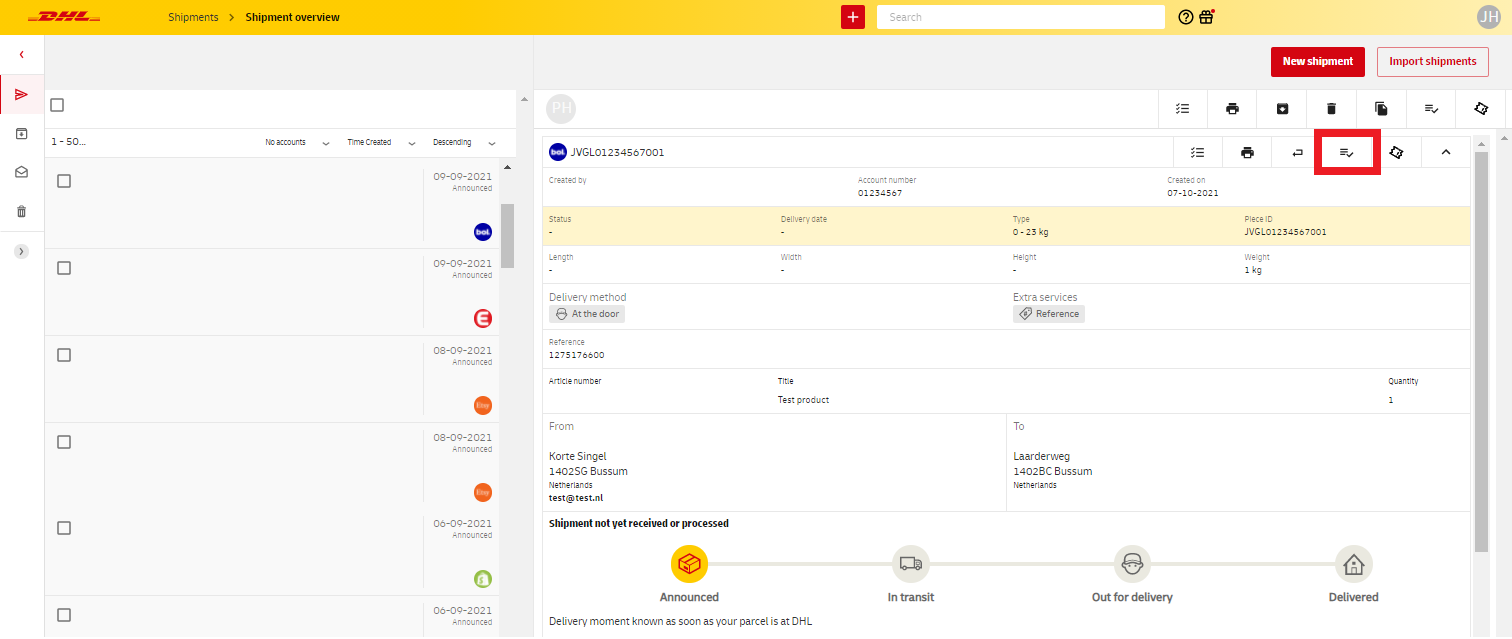 DHL
Shipments > Shipment overview
+
Search
JH
New shipment
Import shipments
1 - 50...
No accounts
Time Created
Descending
09-09-2021
Announced
bol.
09-09-2021
Announced
E
08-09-2021
Announced
Etsy
08-09-2021
Announced
Etsy
06-09-2021
Announced
06-09-2021
Announced
PH
bol. JVGL01234567001
Created by
Account number
01234567
Created on
07-10-2021
Status
-
Delivery date
-
Type
0 - 23 kg
Piece ID
JVGL01234567001
Length
-
Width
-
Height
-
Weight
1 kg
Delivery method
At the door
Extra services
Reference
Reference
1275176600
Article number
Title
Test product
Quantity
1
From
Korte Singel
1402SG Bussum
Netherlands
test@test.nl
To
Laarderweg
1402BC Bussum
Netherlands
Shipment not yet received or processed
Announced
In transit
Out for delivery
Delivered
Delivery moment known as soon as your parcel is at DHL